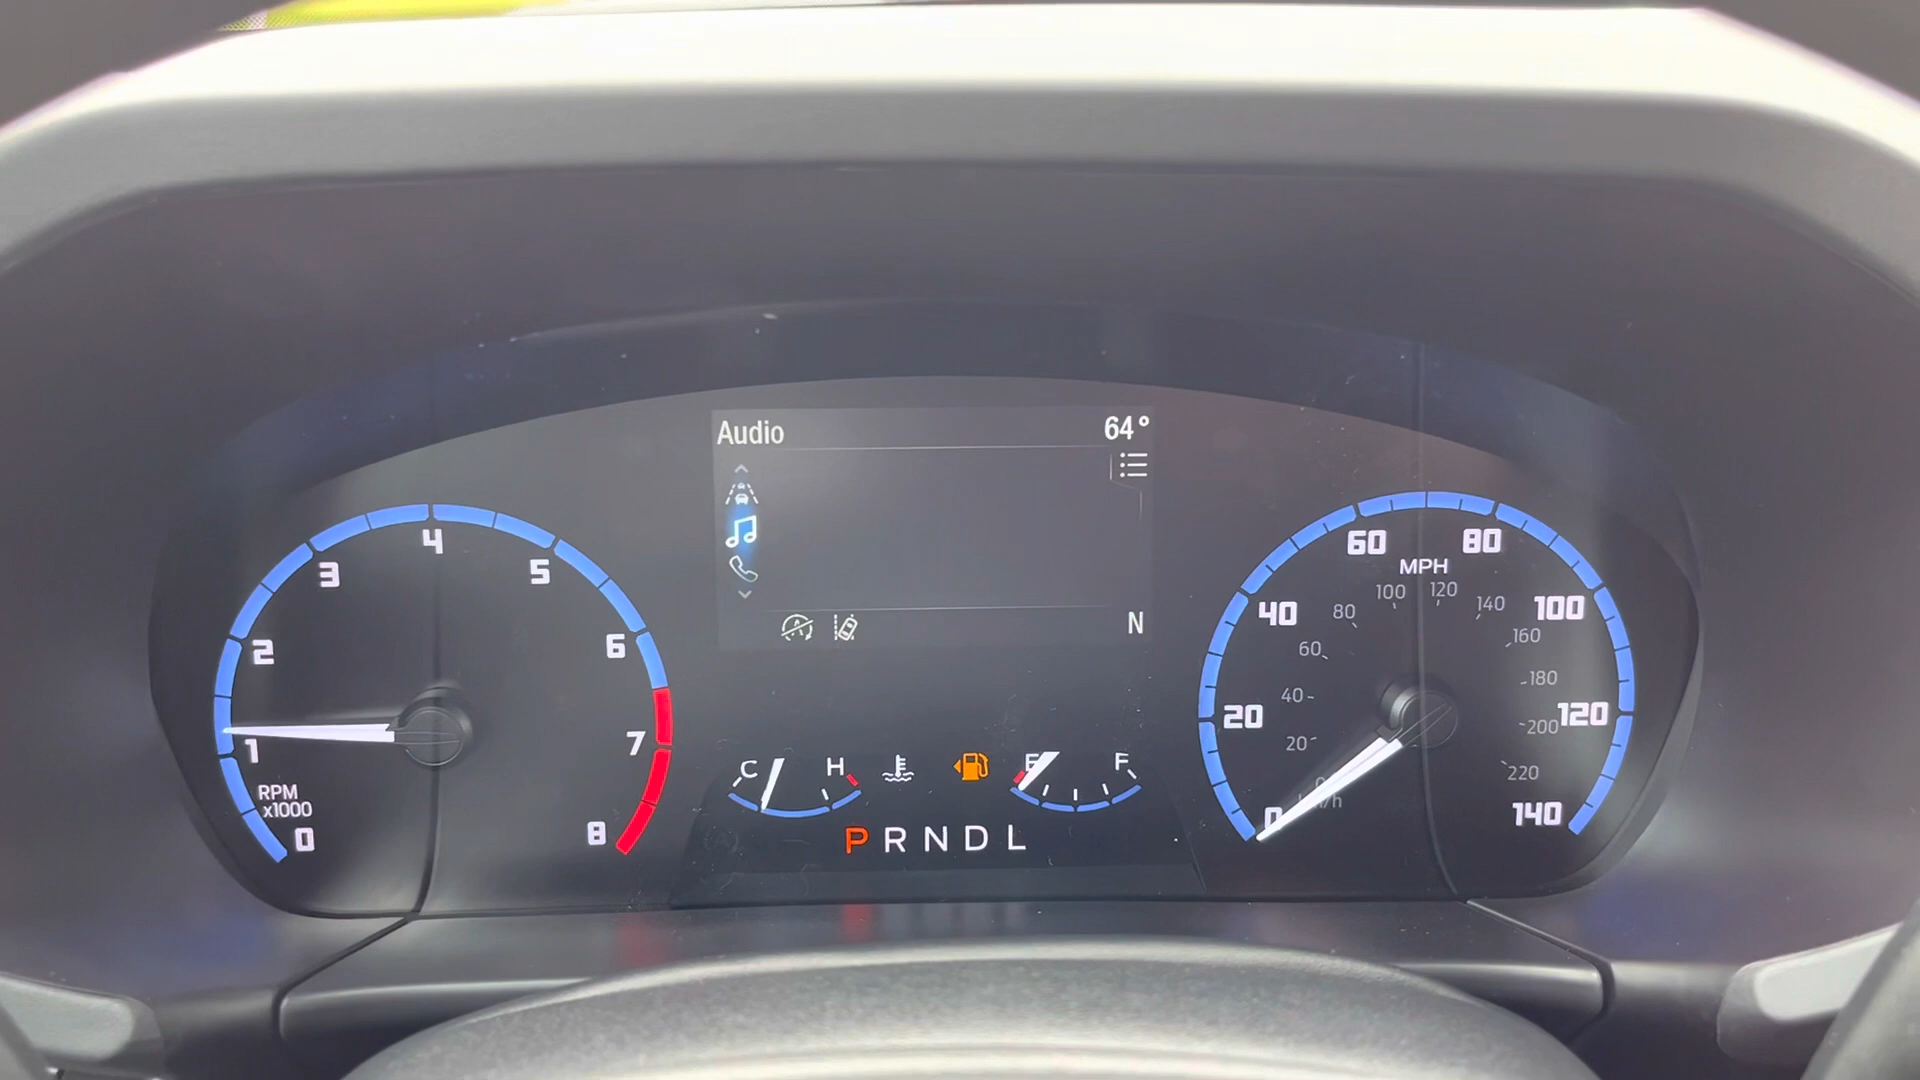 Audio 64°
N
0 1 2 3 4 5 6 7 8
RPM
x1000
C H
E F
P R N D L
0 20 40 60 80 100 120 140
MPH
0 20 40 60 80 100 120 140 160 180 200 220